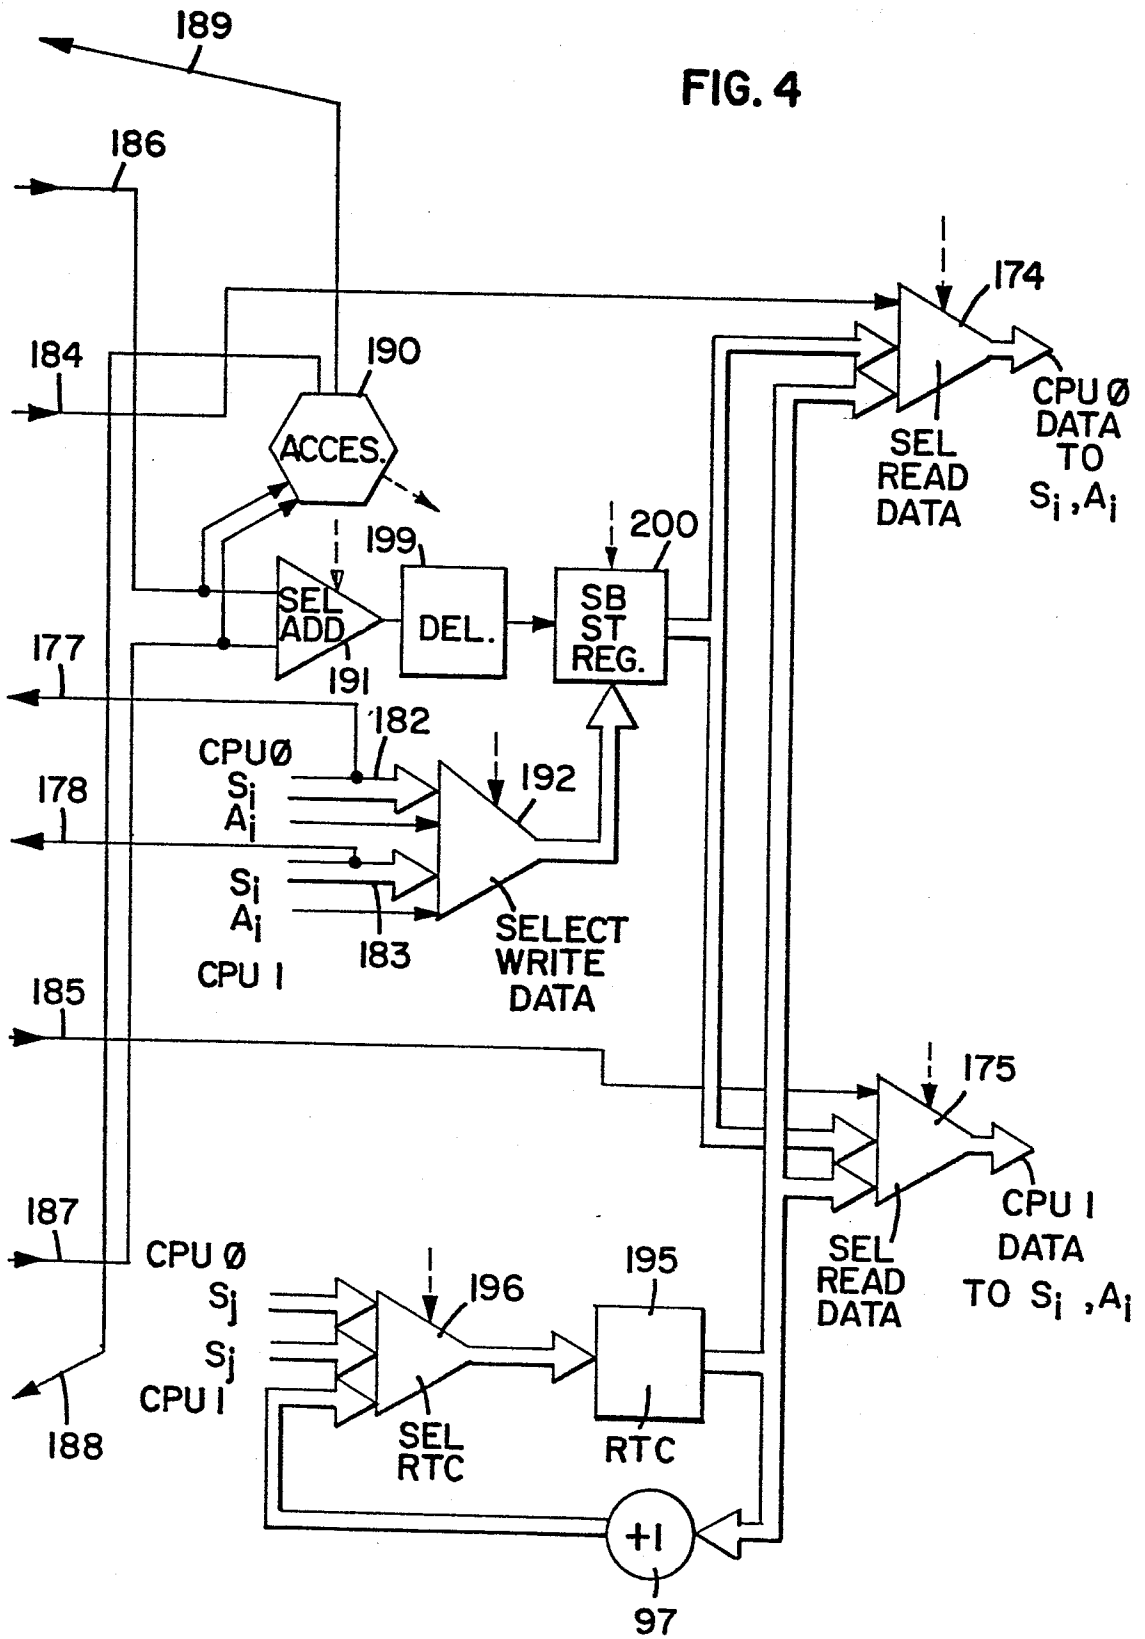 189
FIG. 4
186
174
184
190
CPU Ø
DATA
TO
Si, Ai
ACCES.
SEL
READ
DATA
199
200
SEL
ADD
DEL.
SB
ST
REG.
177
191
182
CPUØ
Si
Ai
192
178
Si
Ai
183
CPU 1
SELECT
WRITE
DATA
185
175
187
CPU Ø
Sj
196
195
CPU 1
DATA
TO Si, Ai
SEL
READ
DATA
Sj
CPU 1
188
SEL
RTC
RTC
+1
97